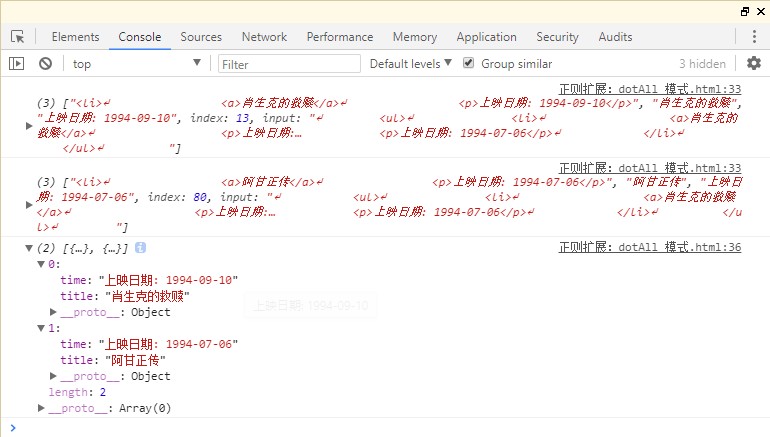 Elements Console Sources Network Performance Memory Application Security Audits
top Filter Default levels Group similar 3 hidden
正则扩展: dotAll 模式.html:33
(3) ["<li>↵ <a>肖生克的救赎</a>↵ <p>上映日期: 1994-09-10</p>", "肖生克的救赎",
"上映日期: 1994-09-10", index: 13, input: "↵ <ul>↵ <li>↵ <a>肖生克的
救赎</a>↵ <p>上映日期:… <p>上映日期: 1994-07-06</p>↵ </li>↵
</ul>↵ "]
正则扩展: dotAll 模式.html:33
(3) ["<li>↵ <a>阿甘正传</a>↵ <p>上映日期: 1994-07-06</p>", "阿甘正传", "上映日
期: 1994-07-06", index: 80, input: "↵ <ul>↵ <li>↵ <a>肖生克的救赎
</a>↵ <p>上映日期:… <p>上映日期: 1994-07-06</p>↵ </li>↵ </u
l>↵ "]
(2) [{…}, {…}] i 正则扩展: dotAll 模式.html:36
0:
time: "上映日期: 1994-09-10"
title: "肖生克的救赎"
上映日期: 1994-09-10
__proto__: Object
1:
time: "上映日期: 1994-07-06"
title: "阿甘正传"
__proto__: Object
length: 2
__proto__: Array(0)